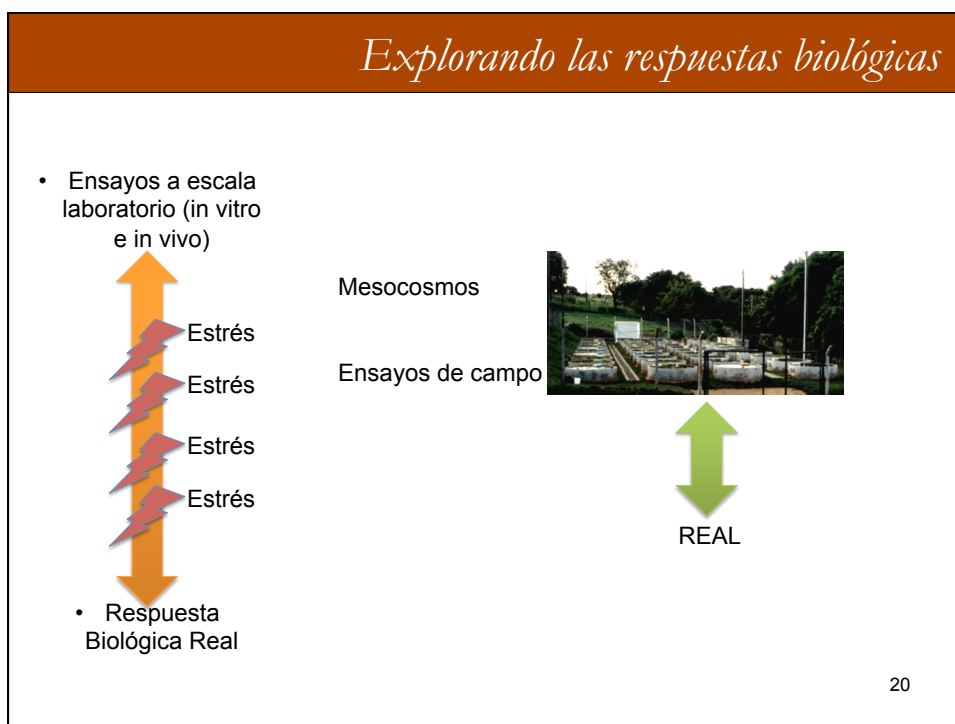 Explorando las respuestas biológicas
• Ensayos a escala
laboratorio (in vitro
e in vivo)
Estrés
Estrés
Estrés
Estrés
• Respuesta
Biológica Real
Mesocosmos
Ensayos de campo
REAL
20